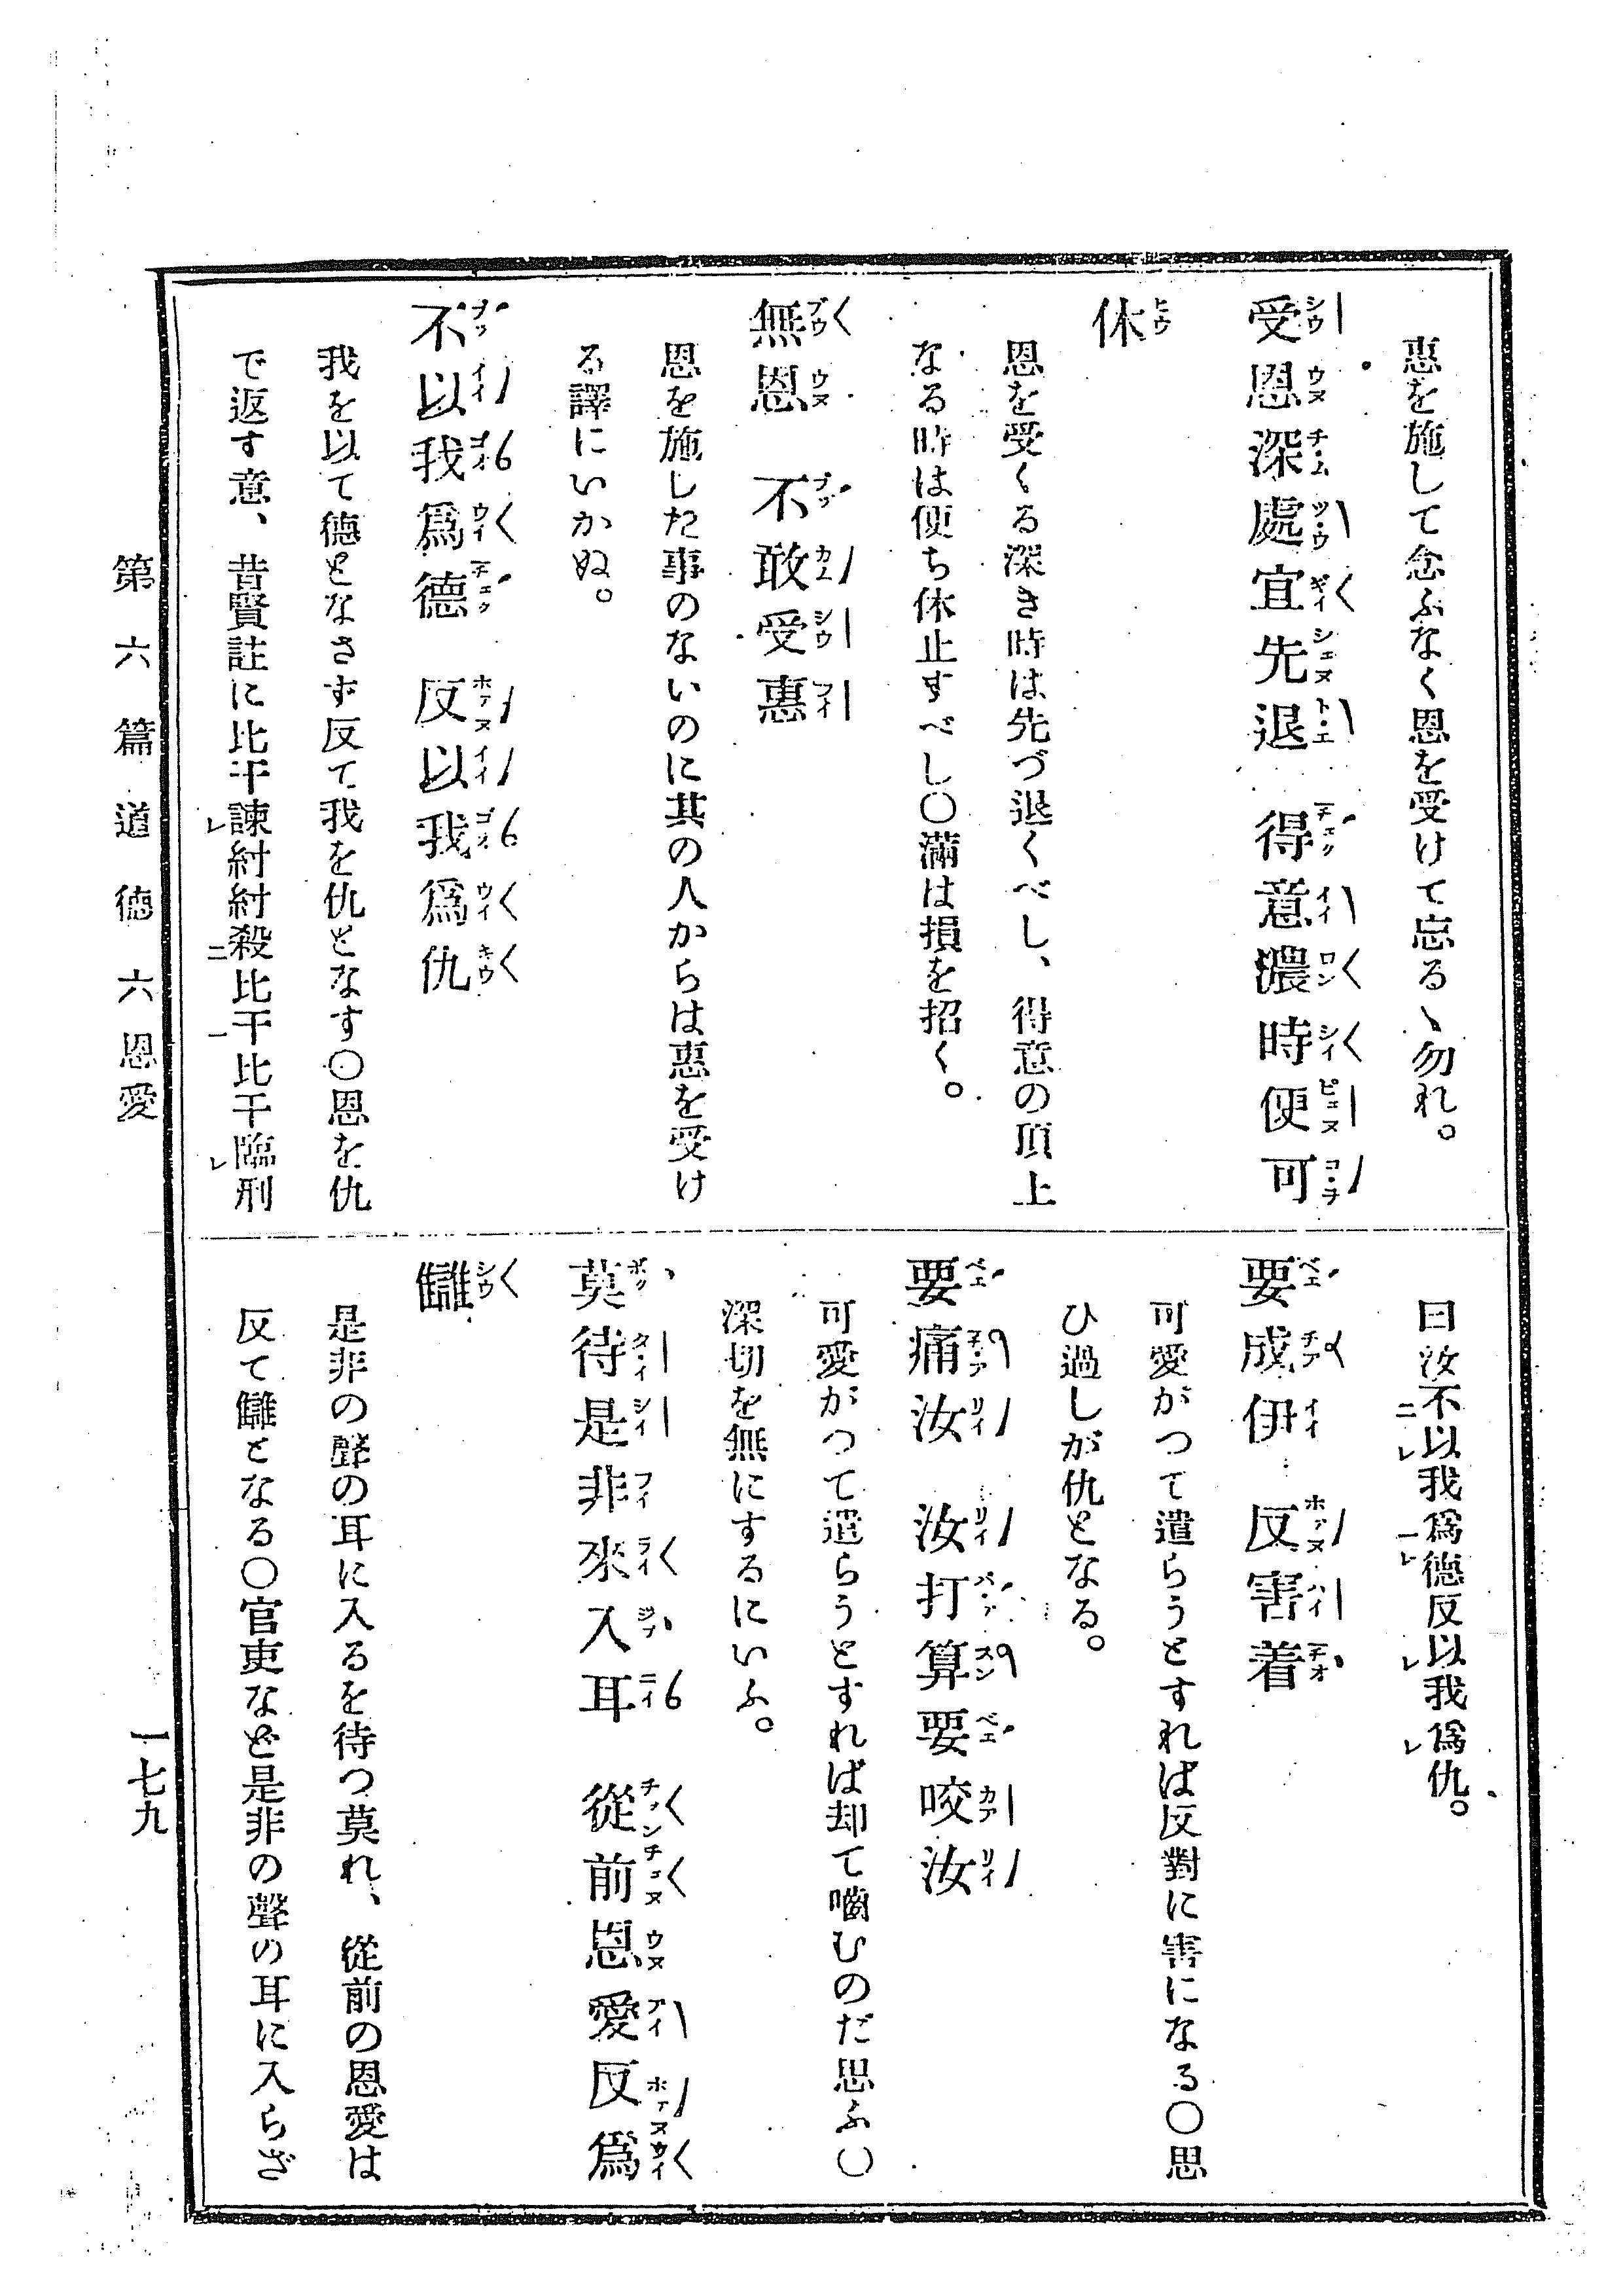 惠を施して念ふなく恩を受けて忘るゝ勿れ。
受恩深處宜先退　得意濃時便可
休
恩を受くる深き時は先づ退くべし、得意の頂上
なる時は便ち休止すべし〇滿は損を招く。
無恩　不敢受惠
恩を施した事のないのに其の人からは惠を受け
る譯にいかぬ。
不以我爲德　反以我爲仇
我を以て德となさず反て我を仇となす〇恩を仇
で返す意、昔賢註に比干諫紂紂殺比干比干臨刑
曰汝不以我爲德反以我爲仇。
要成伊　反害着
可愛がつて遣らうとすれば反對に害になる〇思
ひ過しが仇となる。
要痛汝　汝打算要咬汝
可愛がつて遣らうとすれば却て嚙むのだ思ふ〇
深切を無にするにいふ。
莫待是非來入耳　從前恩愛反爲
讎
是非の聲の耳に入るを待つ莫れ、從前の恩愛は
反て讎となる〇官吏など是非の聲の耳に入らざ
第六篇道德　六恩愛
一七九